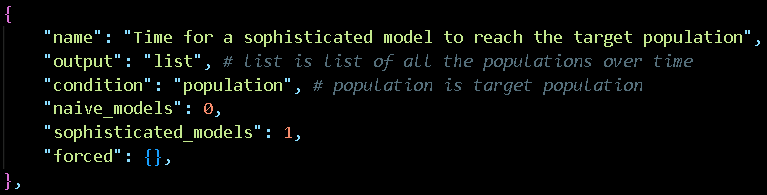 {
    "name": "Time for a sophisticated model to reach the target population",
    "output": "list", # list is list of all the populations over time
    "condition": "population", # population is target population
    "naive_models": 0,
    "sophisticated_models": 1,
    "forced": {},
},